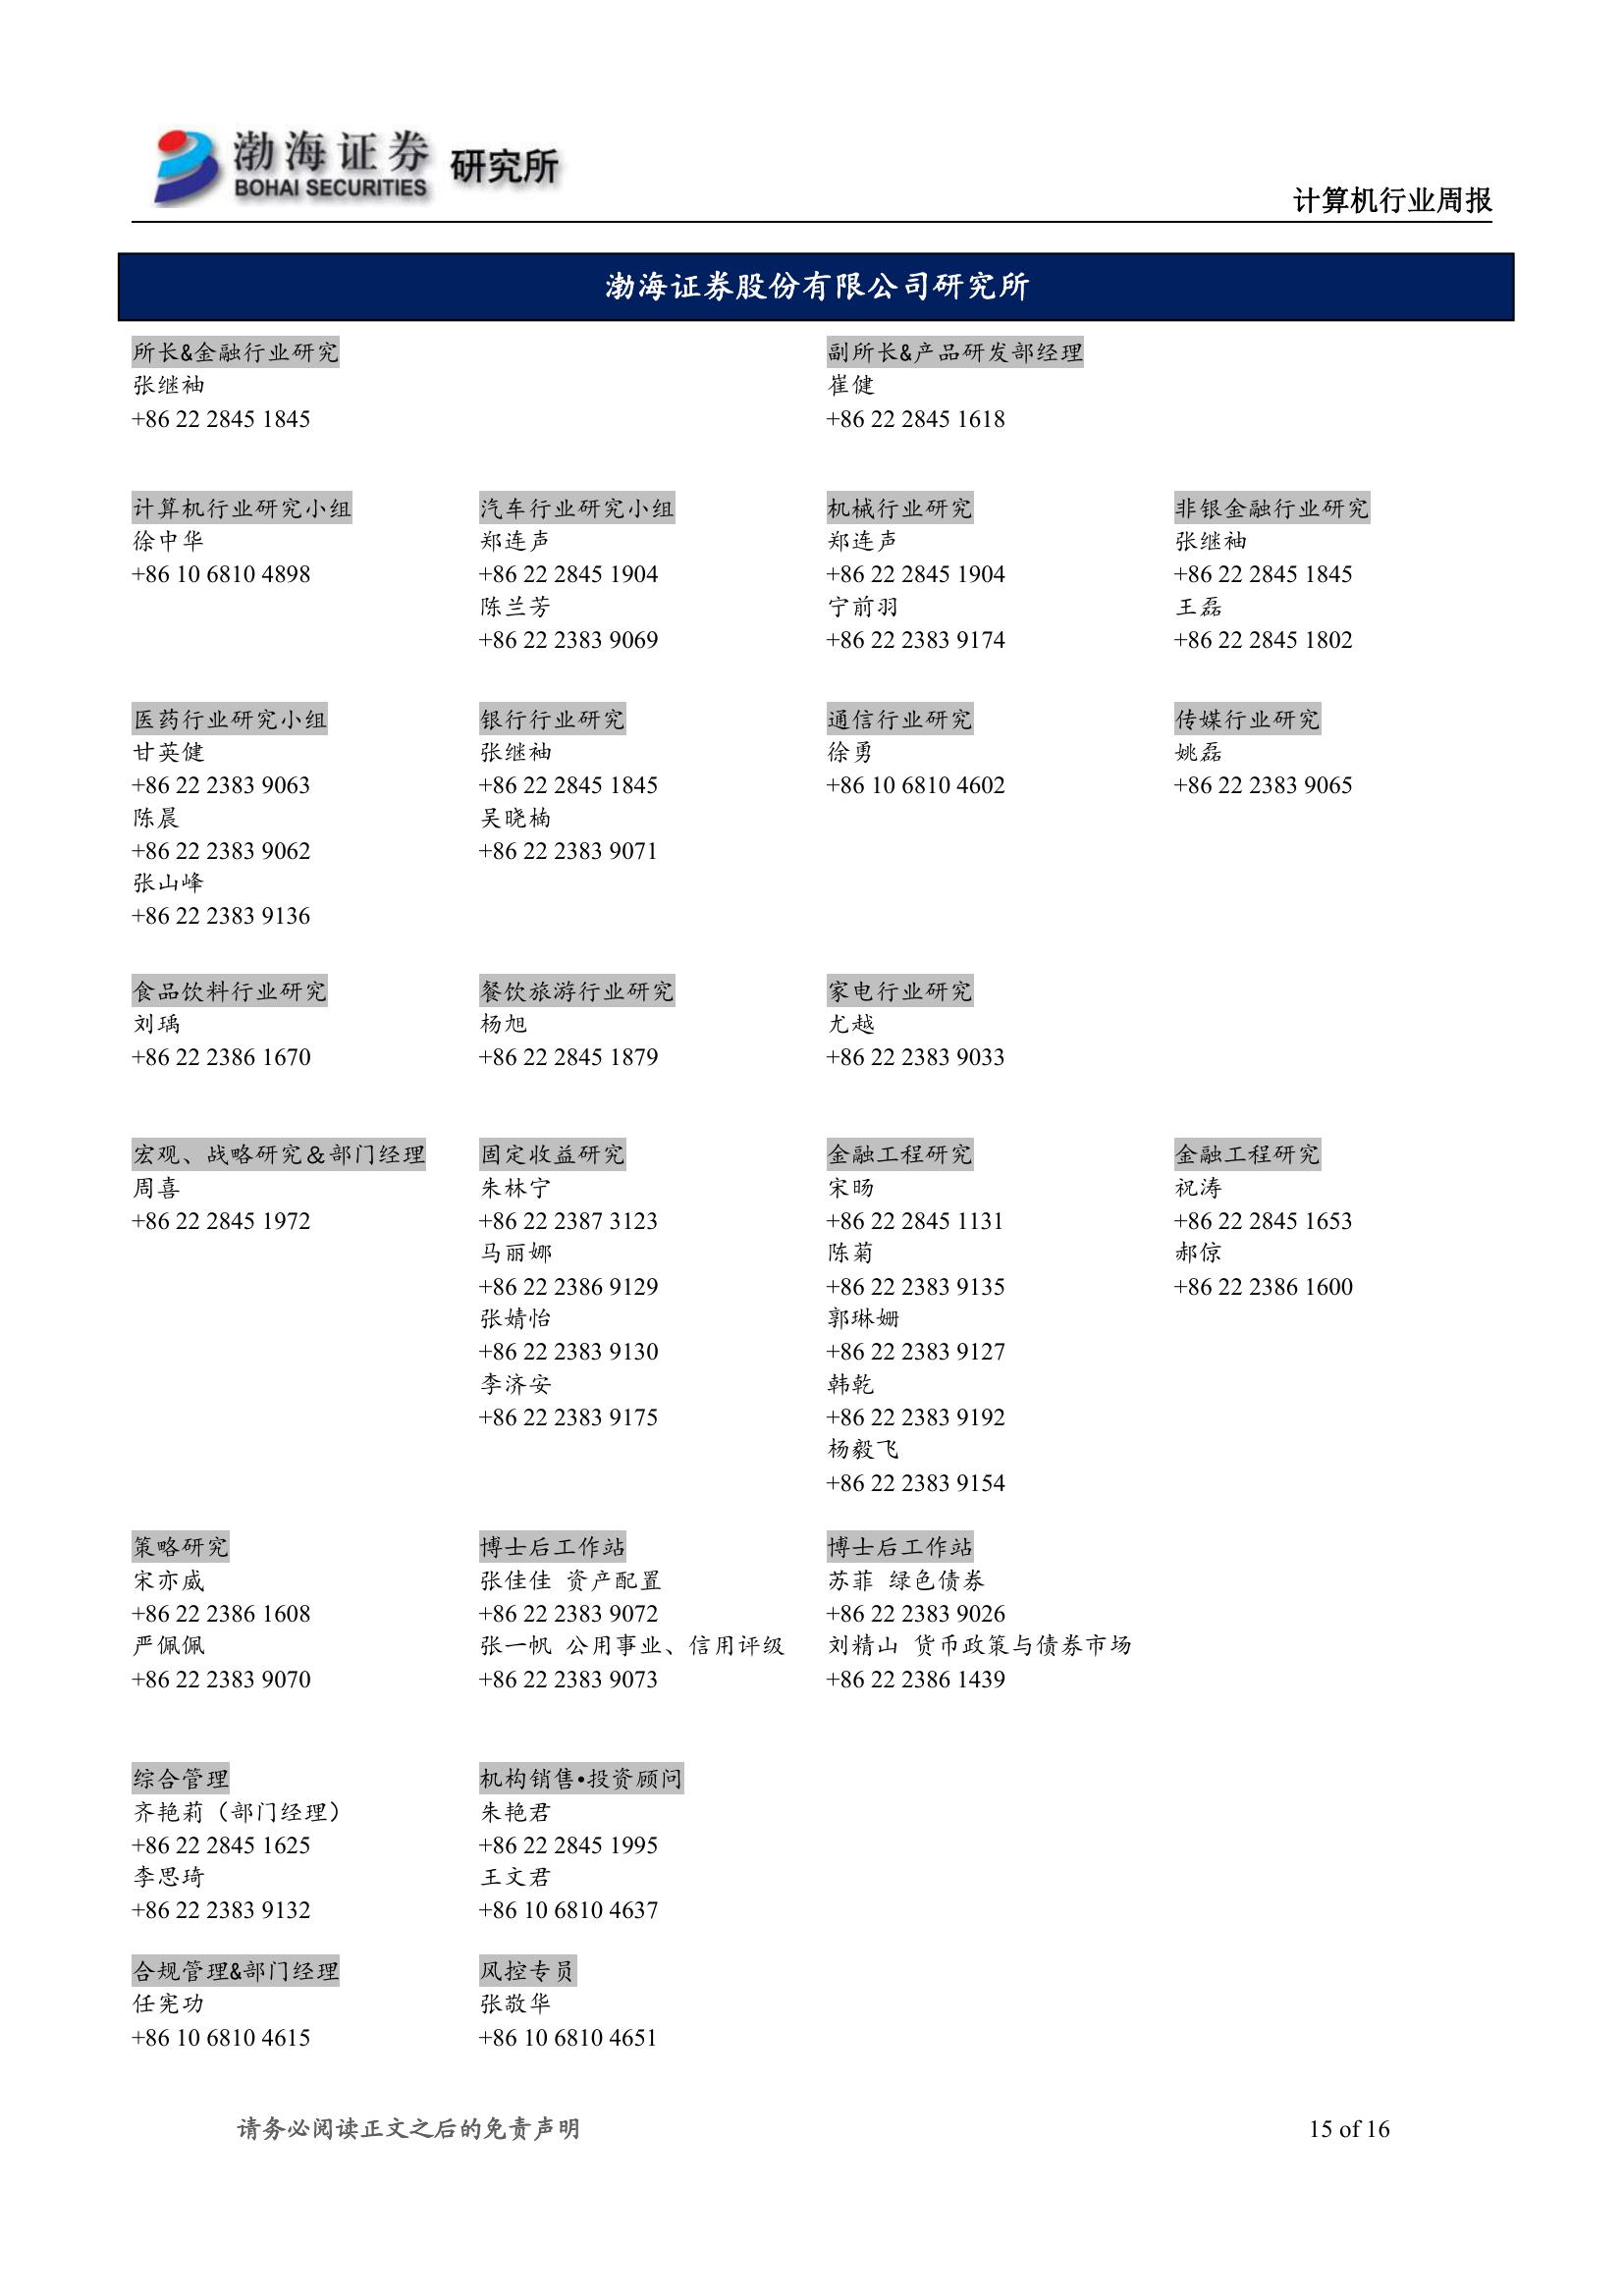 渤海证券 研究所
BOHAI SECURITIES
计算机行业周报
渤海证券股份有限公司研究所
所长&金融行业研究
张继袖
+86 22 2845 1845
副所长&产品研发部经理
崔健
+86 22 2845 1618
计算机行业研究小组
徐中华
+86 10 6810 4898
汽车行业研究小组
郑连声
+86 22 2845 1904
陈兰芳
+86 22 2383 9069
机械行业研究
郑连声
+86 22 2845 1904
宁前羽
+86 22 2383 9174
非银金融行业研究
张继袖
+86 22 2845 1845
王磊
+86 22 2845 1802
医药行业研究小组
甘英健
+86 22 2383 9063
陈晨
+86 22 2383 9062
张山峰
+86 22 2383 9136
银行行业研究
张继袖
+86 22 2845 1845
吴晓楠
+86 22 2383 9071
通信行业研究
徐勇
+86 10 6810 4602
传媒行业研究
姚磊
+86 22 2383 9065
食品饮料行业研究
刘瑀
+86 22 2386 1670
餐饮旅游行业研究
杨旭
+86 22 2845 1879
家电行业研究
尤越
+86 22 2383 9033
宏观、战略研究＆部门经理
周喜
+86 22 2845 1972
固定收益研究
朱林宁
+86 22 2387 3123
马丽娜
+86 22 2386 9129
张婧怡
+86 22 2383 9130
李济安
+86 22 2383 9175
金融工程研究
宋旸
+86 22 2845 1131
陈菊
+86 22 2383 9135
郭琳姗
+86 22 2383 9127
韩乾
+86 22 2383 9192
杨毅飞
+86 22 2383 9154
金融工程研究
祝涛
+86 22 2845 1653
郝倞
+86 22 2386 1600
策略研究
宋亦威
+86 22 2386 1608
严佩佩
+86 22 2383 9070
博士后工作站
张佳佳 资产配置
+86 22 2383 9072
张一帆 公用事业、信用评级
+86 22 2383 9073
博士后工作站
苏菲 绿色债券
+86 22 2383 9026
刘精山 货币政策与债券市场
+86 22 2386 1439
综合管理
齐艳莉（部门经理）
+86 22 2845 1625
李思琦
+86 22 2383 9132
机构销售•投资顾问
朱艳君
+86 22 2845 1995
王文君
+86 10 6810 4637
合规管理&部门经理
任宪功
+86 10 6810 4615
风控专员
张敬华
+86 10 6810 4651
请务必阅读正文之后的免责声明
15 of 16